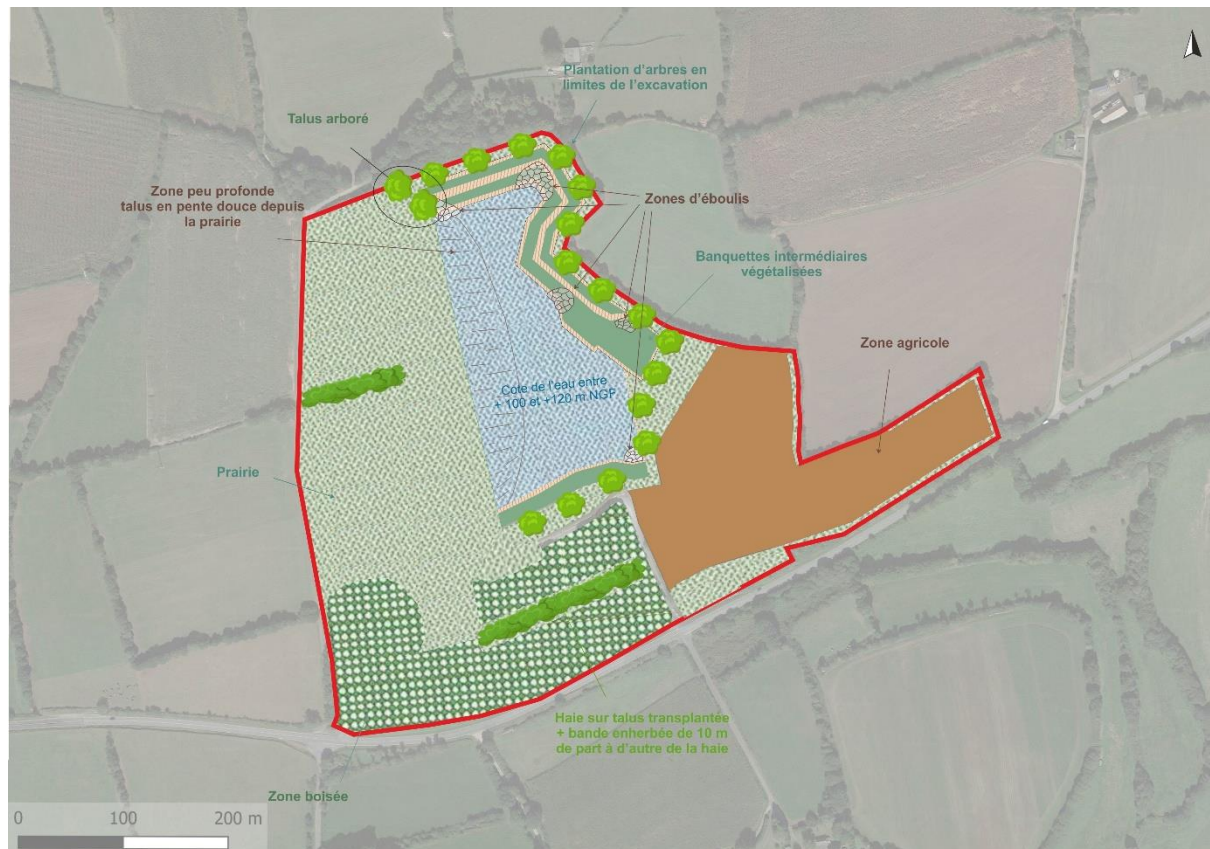 Plantation d'arbres en
limites de l'excavation
Talus arboré
Zone peu profonde
talus en pente douce depuis
la prairie
Zones d'éboulis
Banquettes intermédiaires
végétalisées
Zone agricole
Cote de l'eau entre
+ 100 et +120 m NGF
Prairie
Haie sur talus transplantée
+ bande enherbée de 10 m
de part à d'autre de la haie
Zone boisée
0 100 200 m